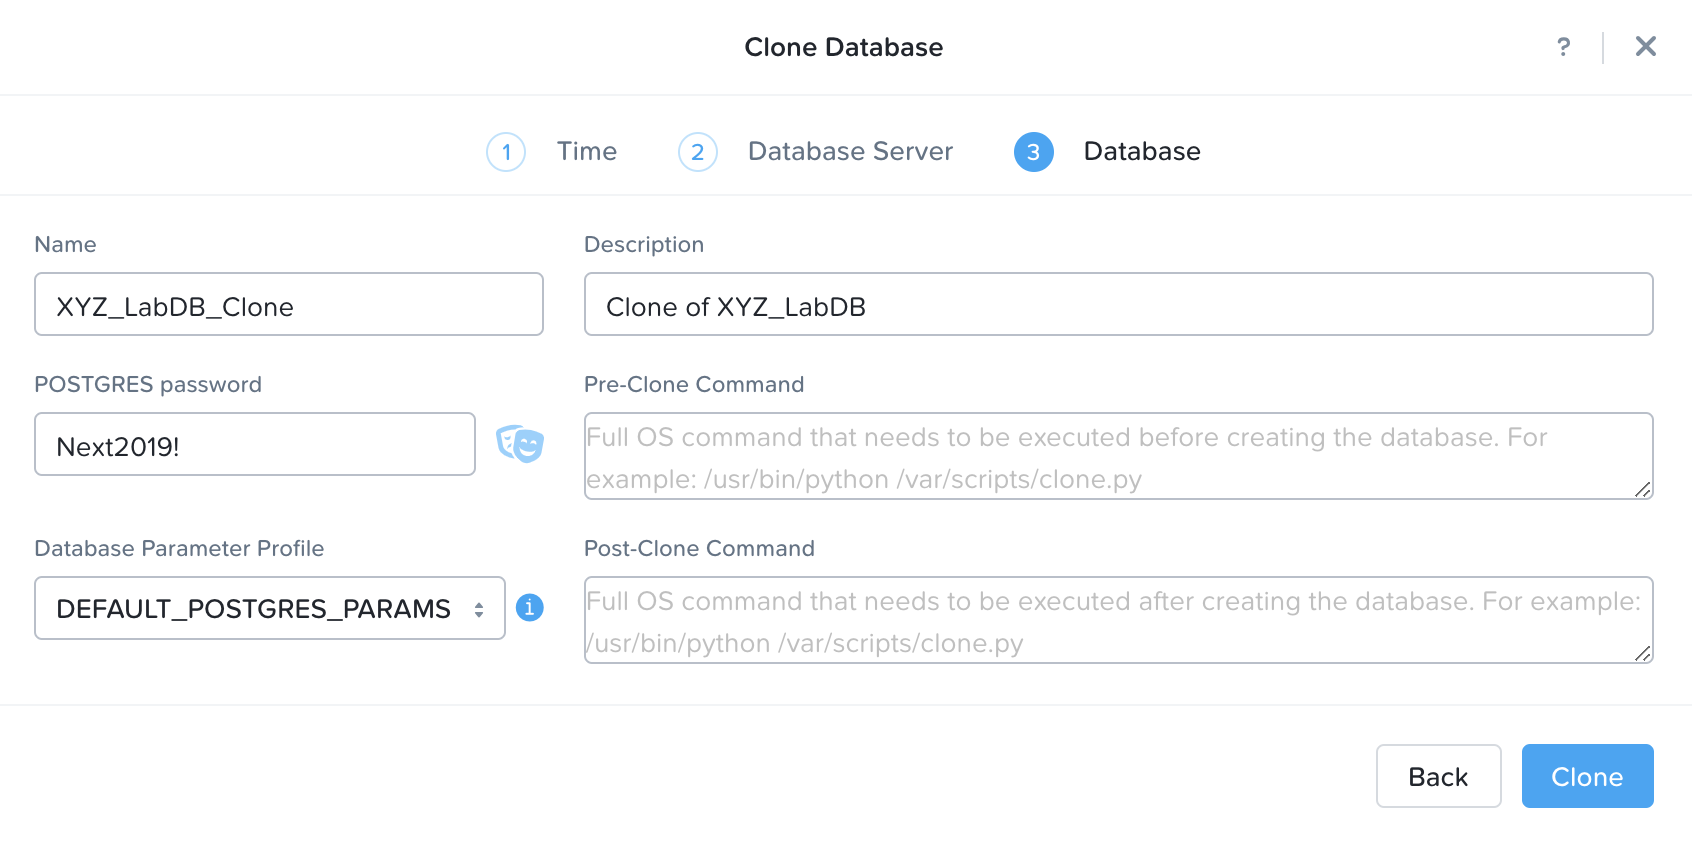 Clone Database
?
1 Time 2 Database Server 3 Database
Name
XYZ_LabDB_Clone
Description
Clone of XYZ_LabDB
POSTGRES password
Next2019!
Pre-Clone Command
Full OS command that needs to be executed before creating the database. For
example: /usr/bin/python /var/scripts/clone.py
Database Parameter Profile
DEFAULT_POSTGRES_PARAMS
i
Post-Clone Command
Full OS command that needs to be executed after creating the database. For example:
/usr/bin/python /var/scripts/clone.py
Back
Clone